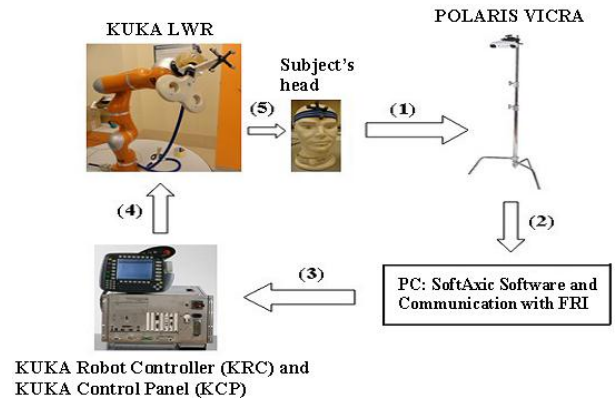 KUKA LWR
POLARIS VICRA
Subject's
head
(5)
(1)
(4)
(2)
(3)
PC: SoftAxic Software and
Communication with FRI
KUKA Robot Controller (KRC) and
KUKA Control Panel (KCP)